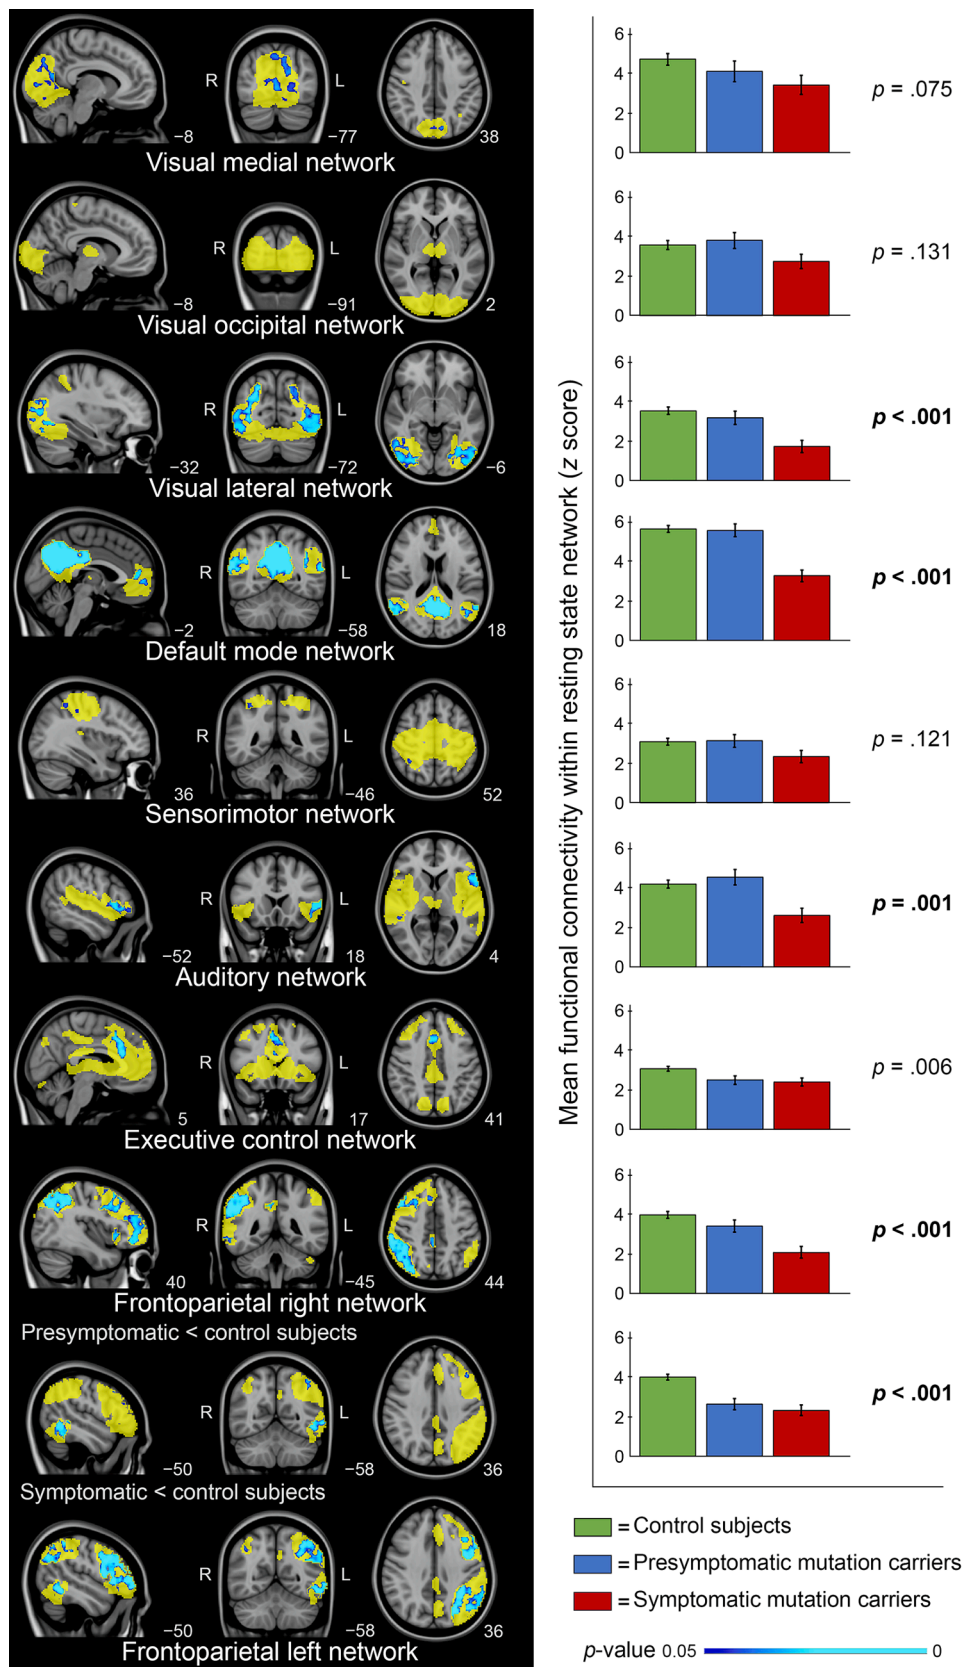 R L
−8 −77 38
Visual medial network
R L
−8 −91 2
Visual occipital network
R L
−32 −72 −6
Visual lateral network
R L
−2 −58 18
Default mode network
R L
36 −46 52
Sensorimotor network
R L
−52 18 4
Auditory network
R L
5 17 41
Executive control network
R L
40 −45 44
Frontoparietal right network
Presymptomatic < control subjects
R L
−50 −58 36
Symptomatic < control subjects
R L
−50 −58 36
Frontoparietal left network
Mean functional connectivity within resting state network (z score)
6
4
2
0
p = .075
6
4
2
0
p = .131
6
4
2
0
p < .001
6
4
2
0
p < .001
6
4
2
0
p = .121
6
4
2
0
p = .001
6
4
2
0
p = .006
6
4
2
0
p < .001
6
4
2
0
p < .001
= Control subjects
= Presymptomatic mutation carriers
= Symptomatic mutation carriers
p-value 0.05 0